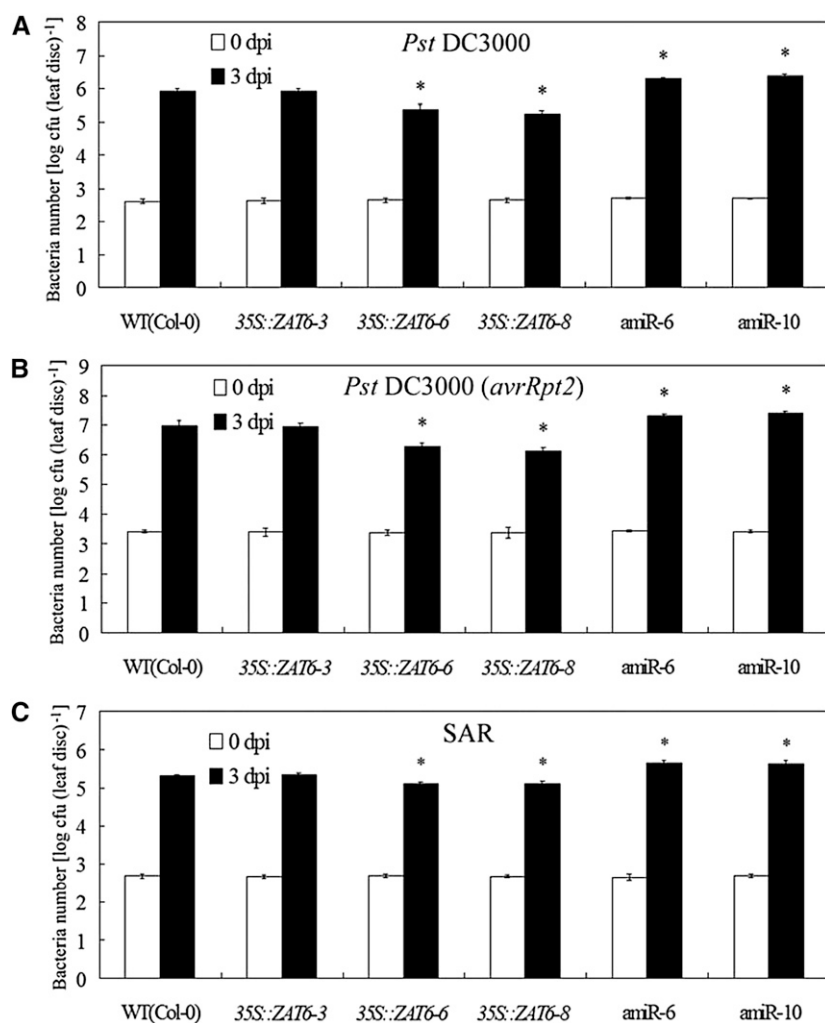 A
Bacteria number [log cfu (leaf disc)⁻¹]
8
7
6
5
4
3
2
1
0
0 dpi
3 dpi
Pst DC3000
*
*
*
*
WT(Col-0)
35S::ZAT6-3
35S::ZAT6-6
35S::ZAT6-8
amiR-6
amiR-10
B
Bacteria number [log cfu (leaf disc)⁻¹]
9
8
7
6
5
4
3
2
1
0
0 dpi
3 dpi
Pst DC3000 (avrRpt2)
*
*
*
*
WT(Col-0)
35S::ZAT6-3
35S::ZAT6-6
35S::ZAT6-8
amiR-6
amiR-10
C
Bacteria number [log cfu (leaf disc)⁻¹]
7
6
5
4
3
2
1
0
0 dpi
3 dpi
SAR
*
*
*
*
WT(Col-0)
35S::ZAT6-3
35S::ZAT6-6
35S::ZAT6-8
amiR-6
amiR-10